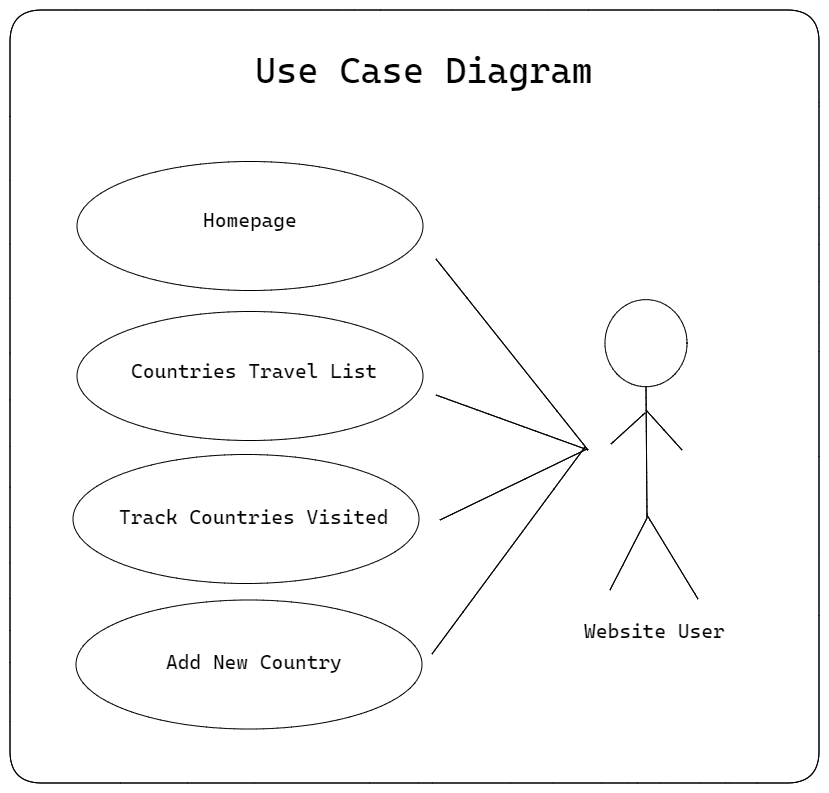 Use Case Diagram
Homepage
Countries Travel List
Track Countries Visited
Add New Country
Website User